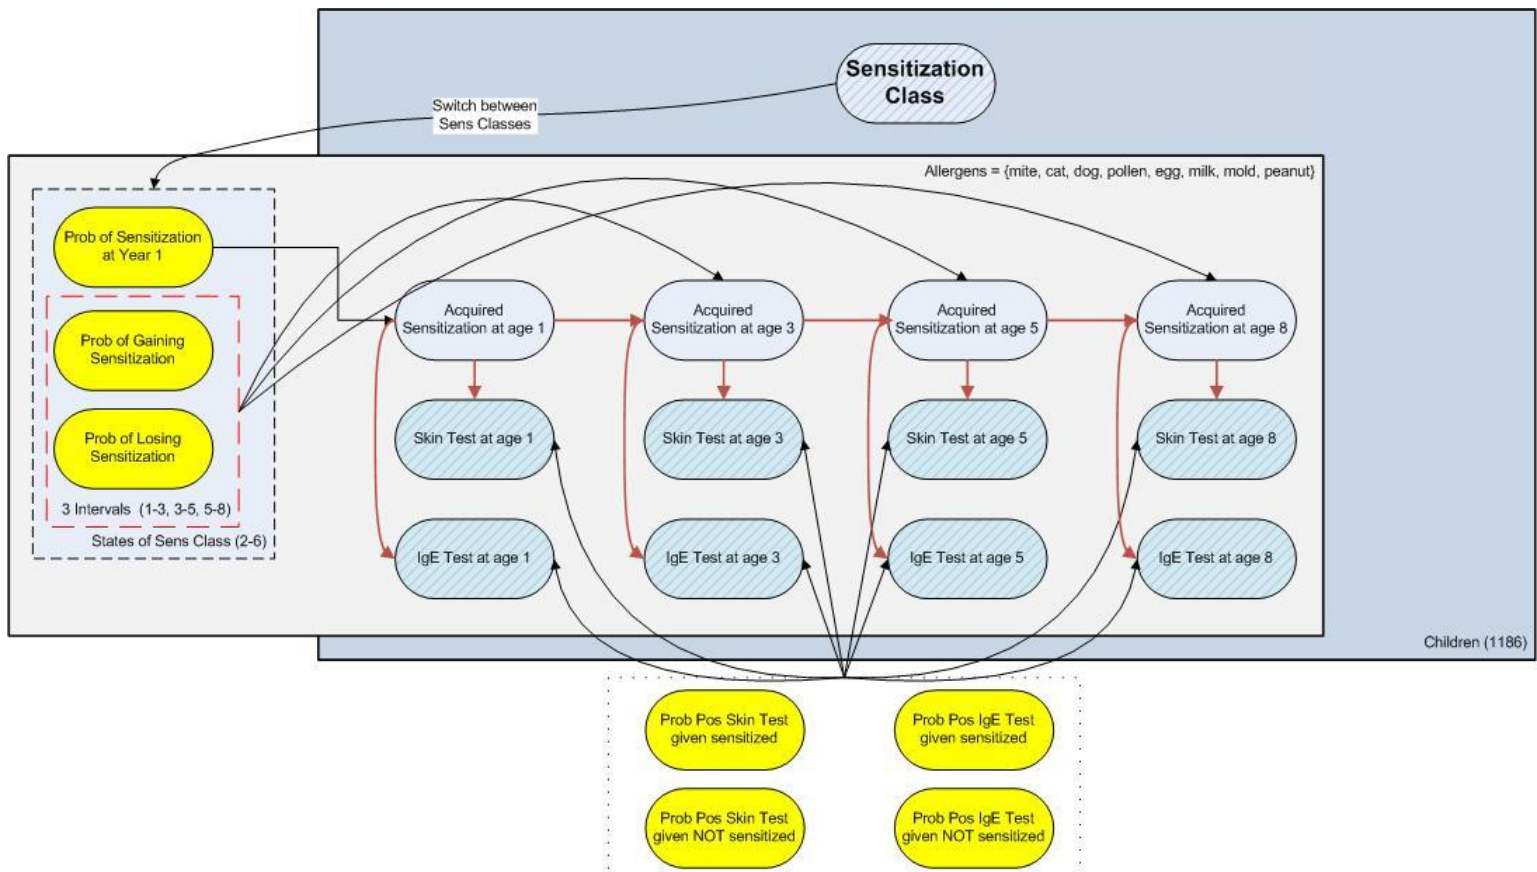 Sensitization
Class
Switch between
Sens Classes
Allergens = {mite, cat, dog, pollen, egg, milk, mold, peanut}
Prob of Sensitization
at Year 1
Prob of Gaining
Sensitization
Prob of Losing
Sensitization
3 Intervals (1-3, 3-5, 5-8)
States of Sens Class (2-6)
Acquired
Sensitization at age 1
Acquired
Sensitization at age 3
Acquired
Sensitization at age 5
Acquired
Sensitization at age 8
Skin Test at age 1
Skin Test at age 3
Skin Test at age 5
Skin Test at age 8
IgE Test at age 1
IgE Test at age 3
IgE Test at age 5
IgE Test at age 8
Children (1186)
Prob Pos Skin Test
given sensitized
Prob Pos IgE Test
given sensitized
Prob Pos Skin Test
given NOT sensitized
Prob Pos IgE Test
given NOT sensitized